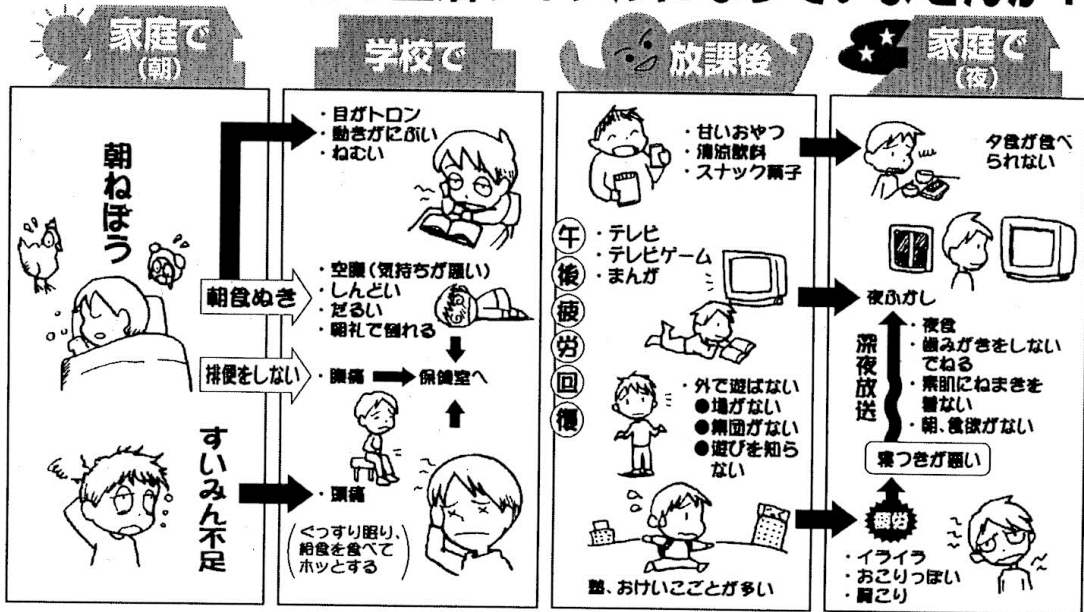 家庭で
(朝)
朝ねぼう
朝食ぬき
排便をしない
すいみん不足
学校で
・目がトロン
・動きがにぶい
・ねむい
・空腹(気持ちが悪い)
・しんどい
・だるい
・朝礼で倒れる
・腹痛
保健室へ
・頭痛
(ぐっすり眠り、
給食を食べて
ホッとする)
放課後
・甘いおやつ
・清涼飲料
・スナック菓子
午後疲労回復
・テレビ
・テレビゲーム
・まんが
・外で遊ばない
●場がない
●集団がない
●遊びを知ら
ない
塾、おけいこごとが多い
家庭で
(夜)
夕食が食べ
られない
夜ふかし
深夜放送
・夜食
・歯みがきをしない
でねる
・素肌にねまきを
着ない
・朝、食欲がない
寝つきが悪い
疲労
・イライラ
・おこりっぽい
・肩こり